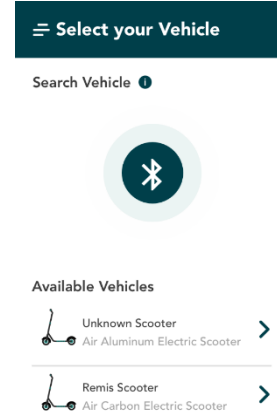 Select your Vehicle
Search Vehicle i
Available Vehicles
Unknown Scooter
Air Aluminum Electric Scooter
Remis Scooter
Air Carbon Electric Scooter